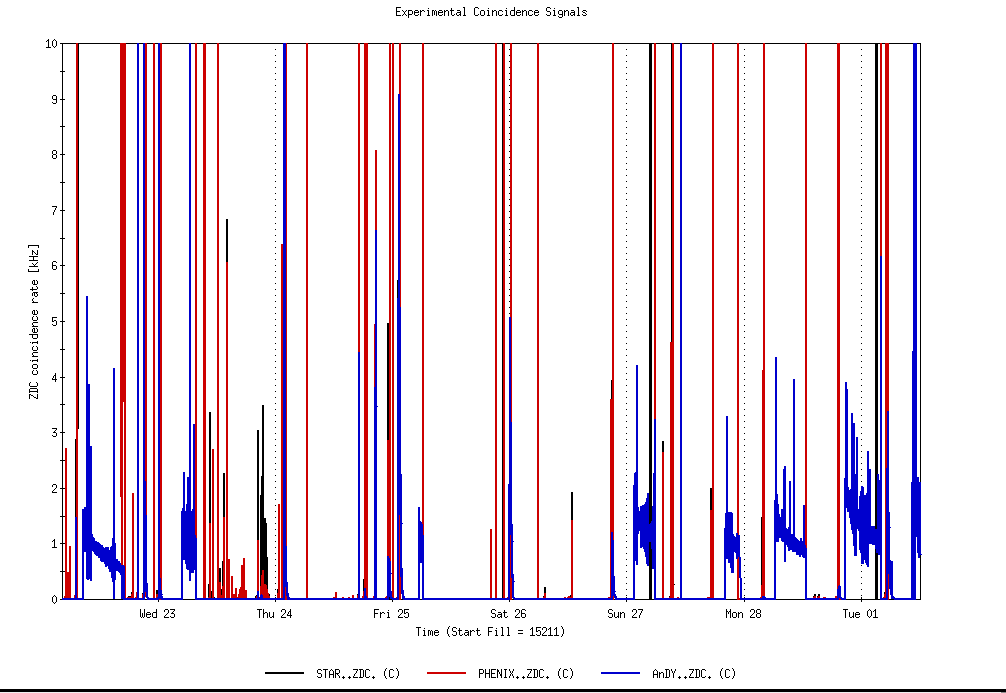 Experimental Coincidence Signals
10
9
8
7
6
5
4
3
2
1
0
ZDC coincidence rate [kHz]
Wed 23 Thu 24 Fri 25 Sat 26 Sun 27 Mon 28 Tue 01
Time (Start Fill = 15211)
STAR..ZDC. (C) PHENIX..ZDC. (C) AnDY..ZDC. (C)